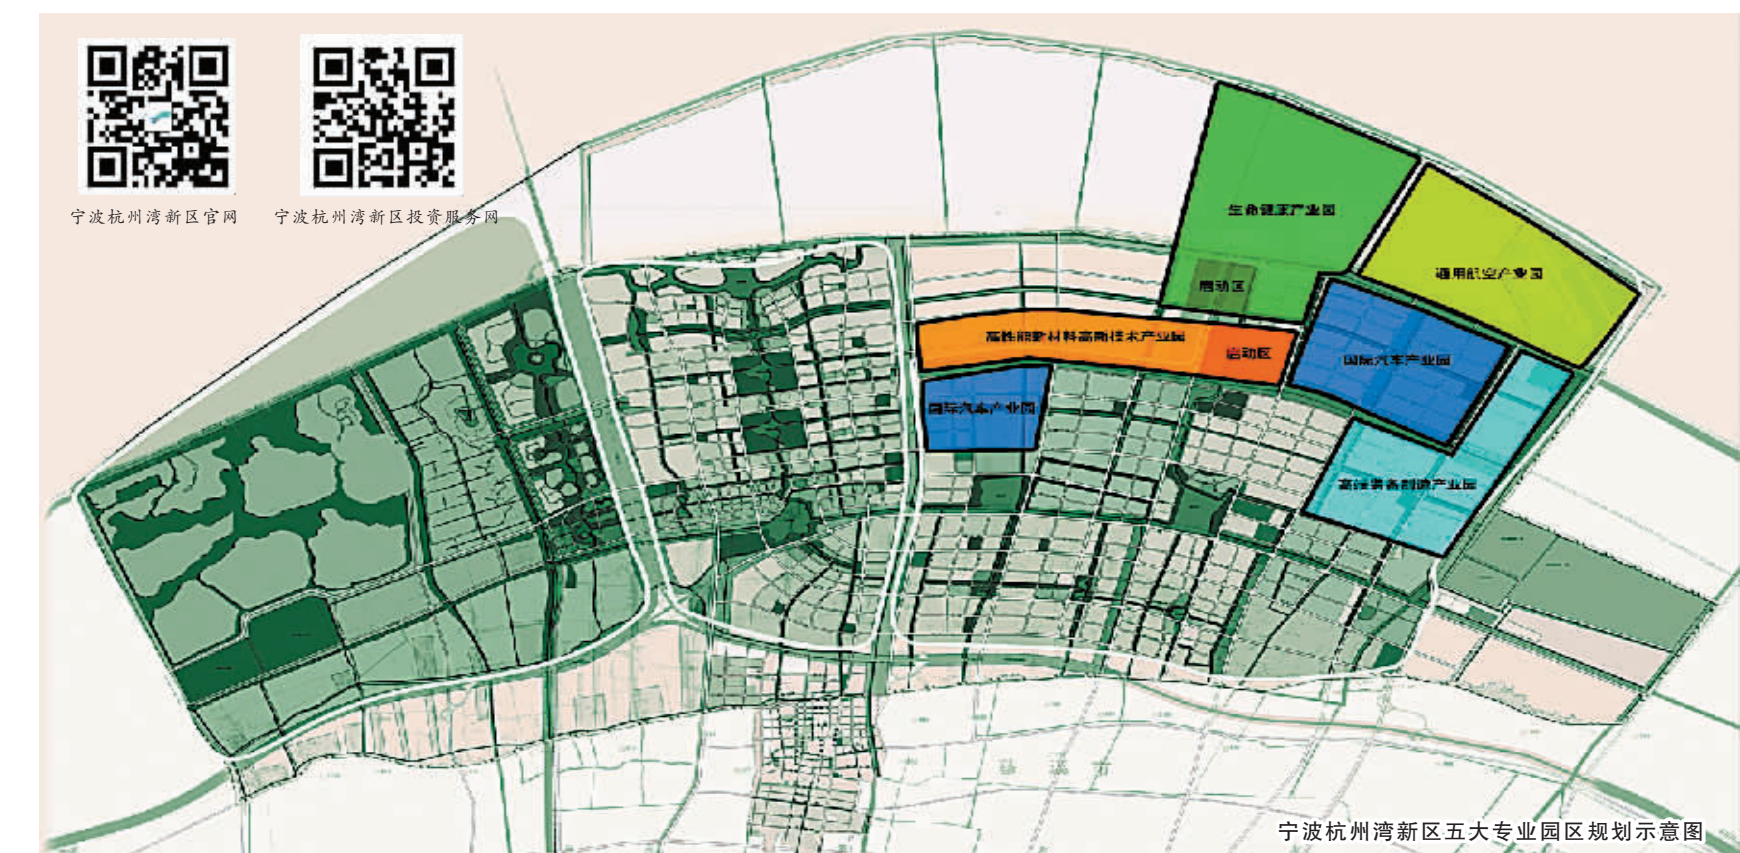 宁波杭州湾新区官网
宁波杭州湾新区投资服务网
生命健康产业园
启动区
通用航空产业园
高性能新材料高新技术产业园
启动区
国际汽车产业园
国际汽车产业园
高端装备制造产业园
慈溪市
宁波杭州湾新区五大专业园区规划示意图